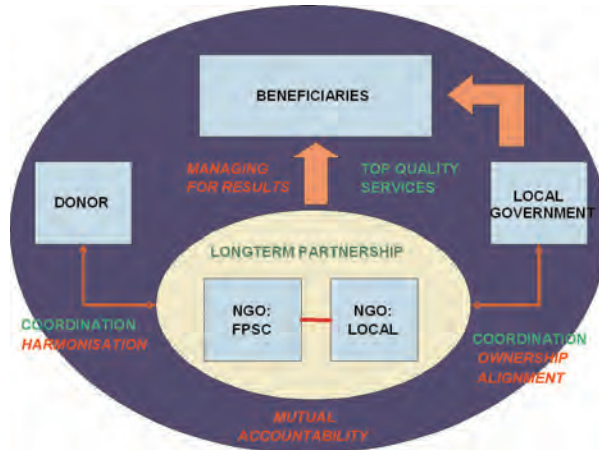 BENEFICIARIES
MANAGING
FOR RESULTS
TOP QUALITY
SERVICES
DONOR
LOCAL
GOVERNMENT
LONGTERM PARTNERSHIP
NGO:
FPSC
NGO:
LOCAL
COORDINATION
HARMONISATION
COORDINATION
OWNERSHIP
ALIGNMENT
MUTUAL
ACCOUNTABILITY